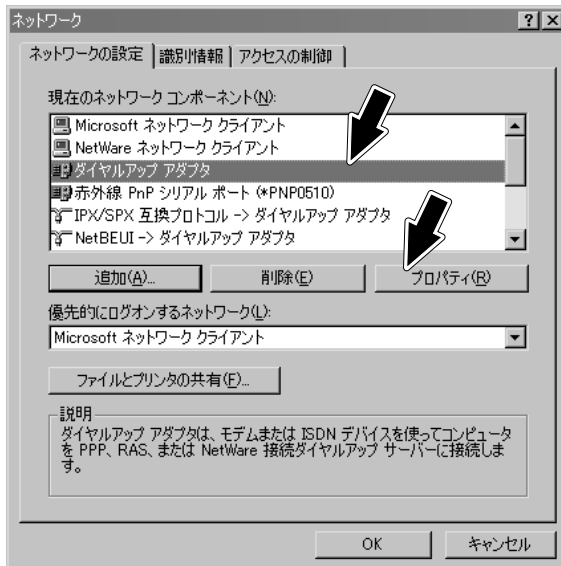 ネットワーク
ネットワークの設定 識別情報 アクセスの制御
現在のネットワーク コンポーネント(N):
Microsoft ネットワーク クライアント
NetWare ネットワーク クライアント
ダイヤルアップ アダプタ
赤外線 PnP シリアル ポート (*PNP0510)
IPX/SPX 互換プロトコル -> ダイヤルアップ アダプタ
NetBEUI -> ダイヤルアップ アダプタ
追加(A)... 削除(E) プロパティ(R)
優先的にログオンするネットワーク(L):
Microsoft ネットワーク クライアント
ファイルとプリンタの共有(F)...
説明
ダイヤルアップ アダプタは、モデムまたは ISDN デバイスを使ってコンピュータ
を PPP、RAS、または NetWare 接続ダイヤルアップ サーバーに接続しま
す。
OK キャンセル